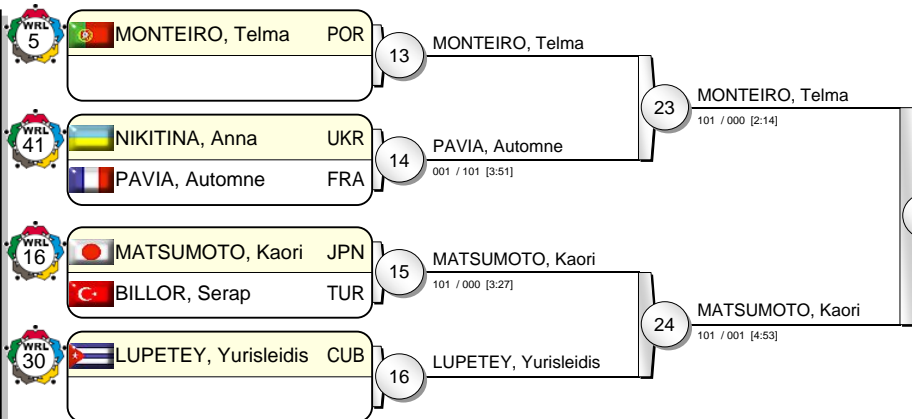 WRL 5 MONTEIRO, Telma POR
13 MONTEIRO, Telma
23 MONTEIRO, Telma
101 / 000 [2:14]
WRL 41 NIKITINA, Anna UKR
PAVIA, Automne FRA
14 PAVIA, Automne
001 / 101 [3:51]
WRL 16 MATSUMOTO, Kaori JPN
BILLOR, Serap TUR
15 MATSUMOTO, Kaori
101 / 000 [3:27]
24 MATSUMOTO, Kaori
101 / 001 [4:53]
WRL 30 LUPETEY, Yurisleidis CUB
16 LUPETEY, Yurisleidis